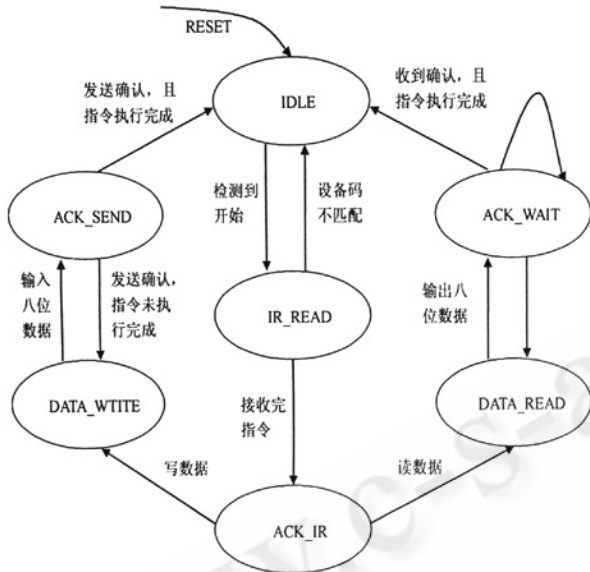 RESET
IDLE
发送确认，且
指令执行完成
收到确认，且
指令执行完成
检测到
开始
设备码
不匹配
ACK_SEND
ACK_WAIT
输入
八位
数据
发送确认，
指令未执
行完成
IR_READ
输出八
位数据
DATA_WTITE
接收完
指令
DATA_READ
写数据
读数据
ACK_IR